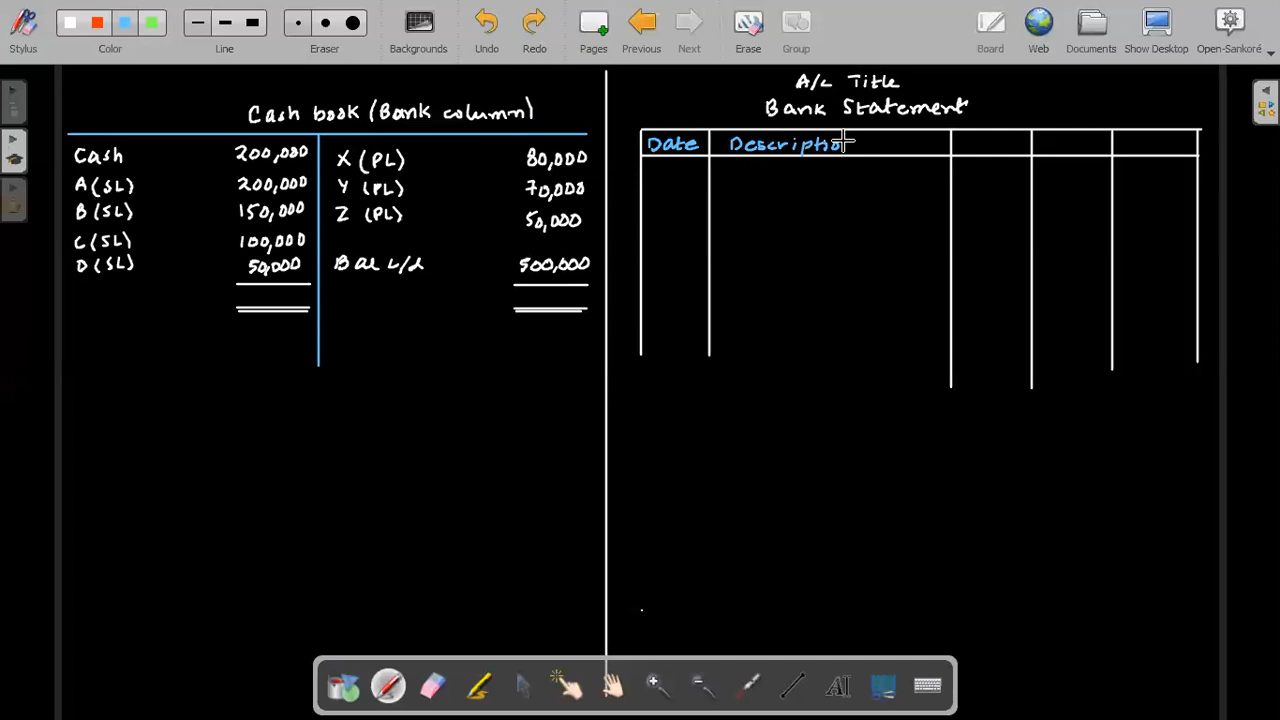 Stylus
Color
Line
Eraser
Backgrounds
Undo
Redo
Pages
Previous
Next
Erase
Group
Board
Web
Documents
Show Desktop
Open-Sankoré
Cash book (Bank column)
Cash 200,000 X (PL) 80,000
A (SL) 200,000 Y (PL) 70,000
B (SL) 150,000 Z (PL) 50,000
C (SL) 100,000
D (SL) 50,000 Bal c/d 500,000
A/c Title
Bank Statement
Date Descriptio
AI